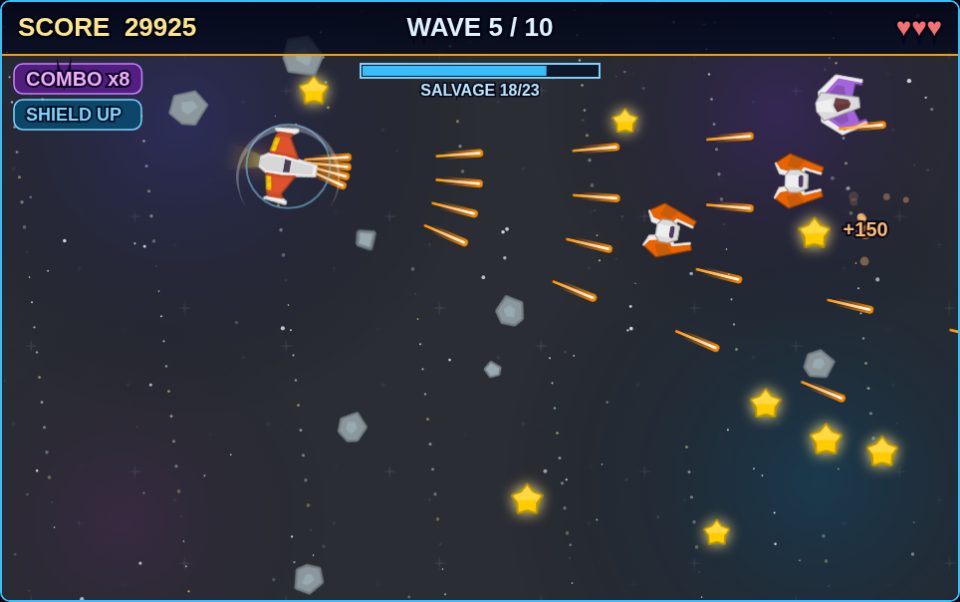 SCORE 29925
WAVE 5 / 10
♥♥♥
COMBO x8
SHIELD UP
SALVAGE 18/23
+150